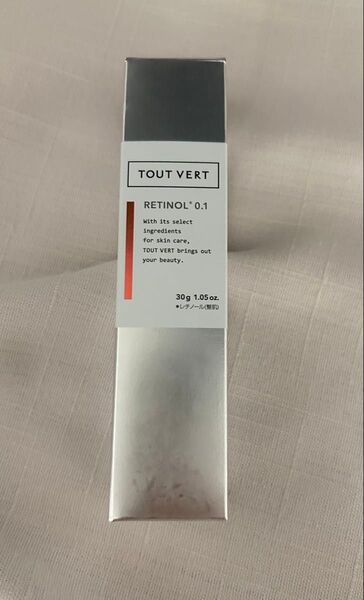 TOUT VERT
RETINOL* 0.1
With its select
ingredients
for skin care,
TOUT VERT brings out
your beauty.
30g 1.05oz.
*レチノール(整肌)